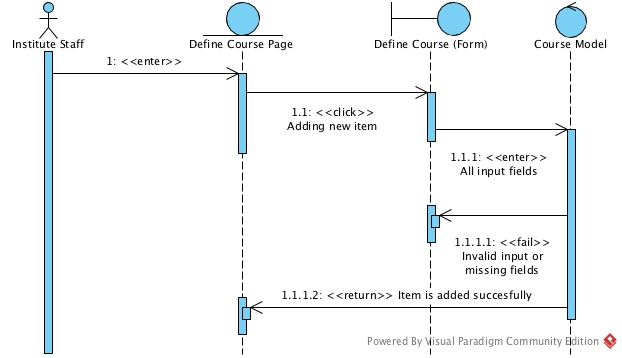 Institute Staff
Define Course Page
Define Course (Form)
Course Model
1: <<enter>>
1.1: <<click>>
Adding new item
1.1.1: <<enter>>
All input fields
1.1.1.1: <<fail>>
Invalid input or
missing fields
1.1.1.2: <<return>> Item is added succesfully
Powered By Visual Paradigm Community Edition